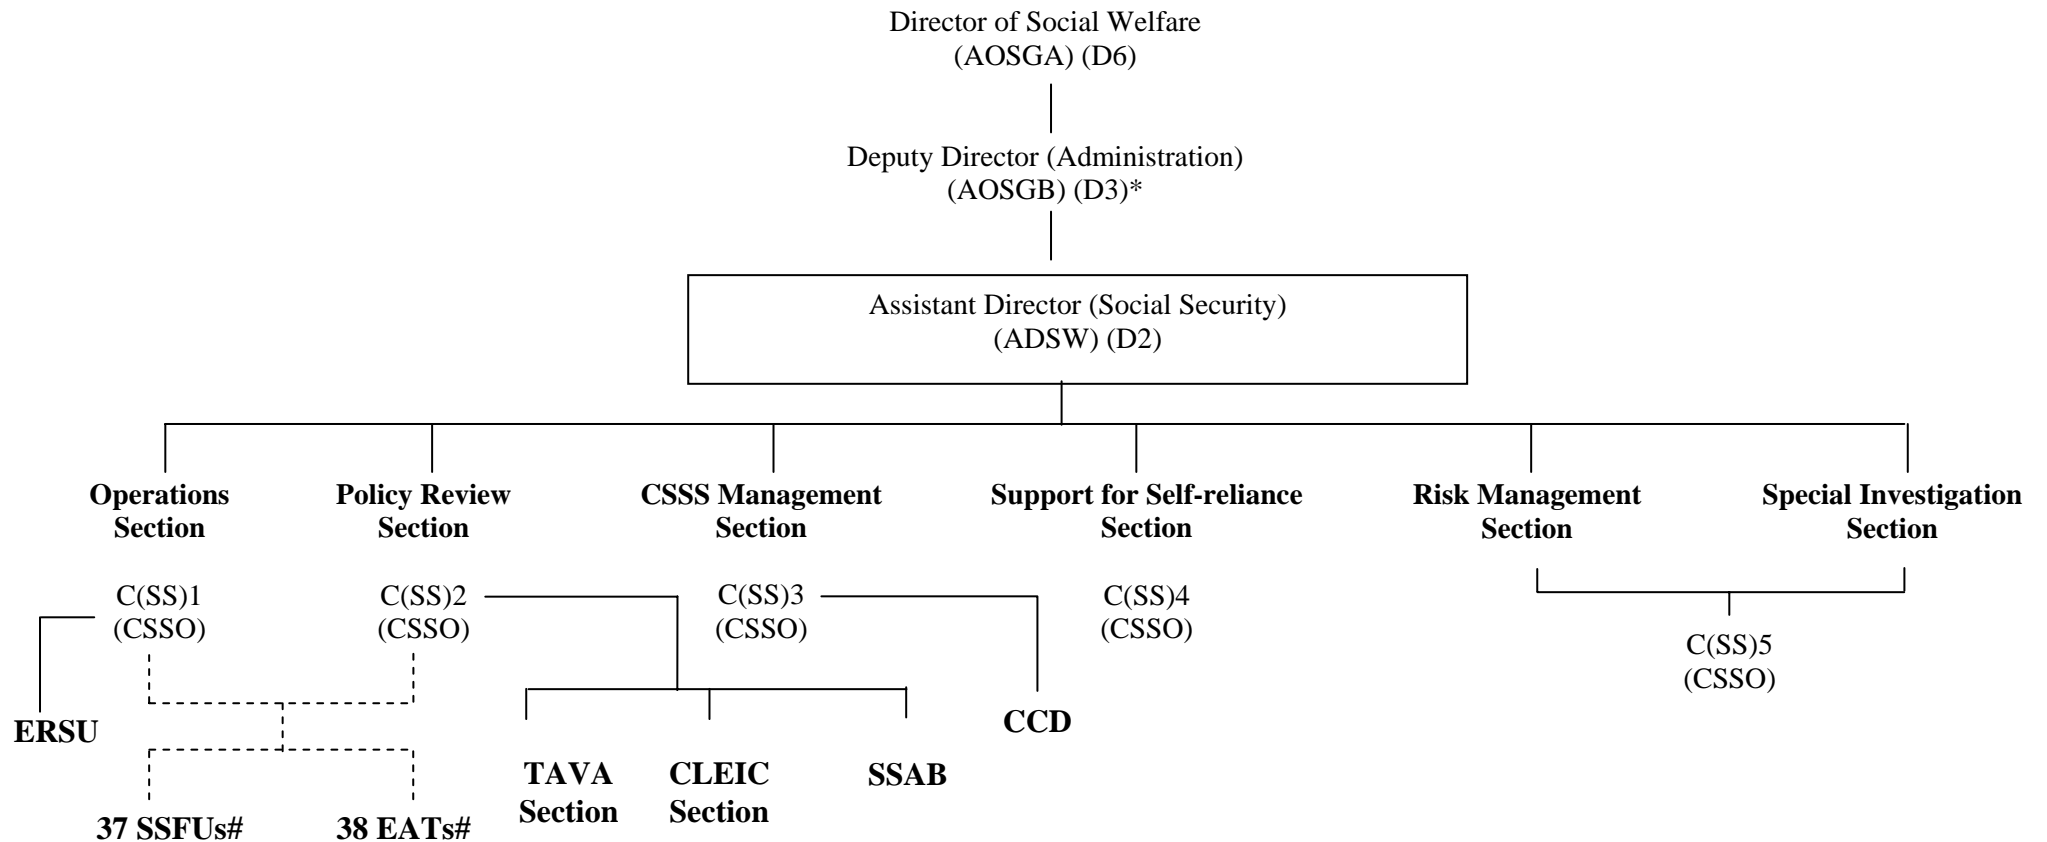 Director of Social Welfare
(AOSGA) (D6)
Deputy Director (Administration)
(AOSGB) (D3)*
Assistant Director (Social Security)
(ADSW) (D2)
Operations
Section
Policy Review
Section
CSSS Management
Section
Support for Self-reliance
Section
Risk Management
Section
Special Investigation
Section
C(SS)1
(CSSO)
C(SS)2
(CSSO)
C(SS)3
(CSSO)
C(SS)4
(CSSO)
C(SS)5
(CSSO)
ERSU
CCD
TAVA
Section
CLEIC
Section
SSAB
37 SSFUs#
38 EATs#